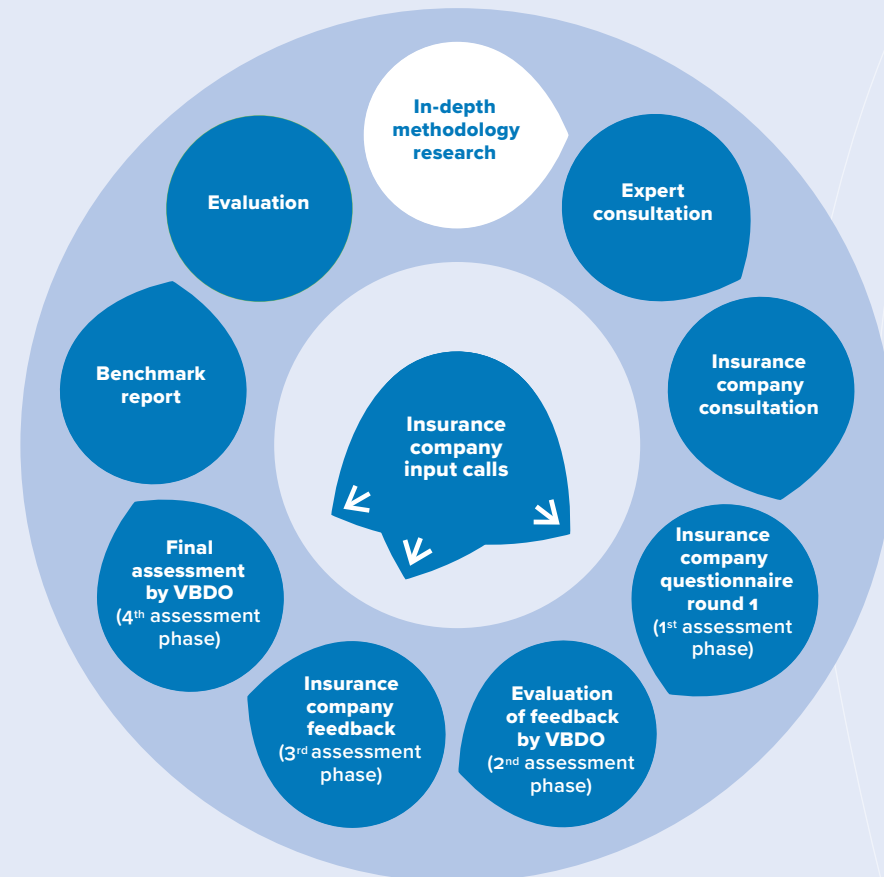 In-depth
methodology
research
Expert
consultation
Insurance
company
consultation
Insurance
company
questionnaire
round 1
(1st assessment
phase)
Evaluation
of feedback
by VBDO
(2nd assessment
phase)
Insurance
company
feedback
(3rd assessment
phase)
Final
assessment
by VBDO
(4th assessment
phase)
Benchmark
report
Evaluation
Insurance
company
input calls